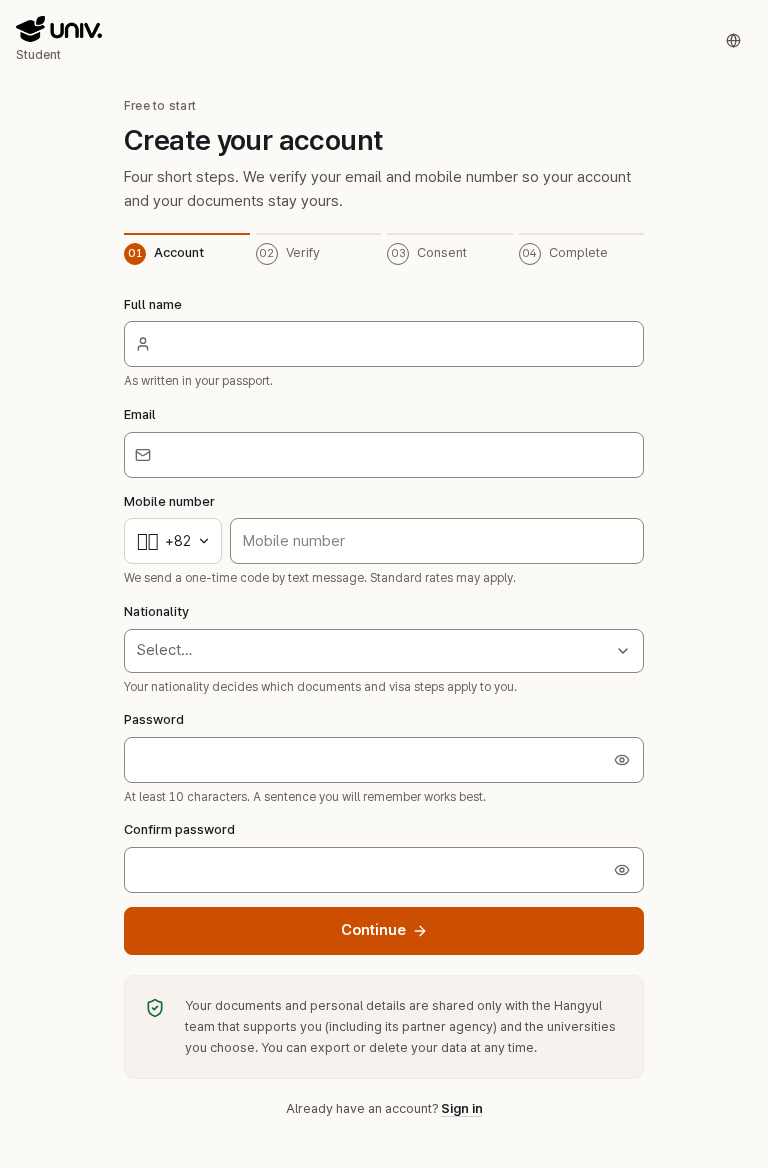 UNIV.
Student
Free to start
Create your account
Four short steps. We verify your email and mobile number so your account
and your documents stay yours.
01 Account
02 Verify
03 Consent
04 Complete
Full name
As written in your passport.
Email
Mobile number
+82
Mobile number
We send a one-time code by text message. Standard rates may apply.
Nationality
Select...
Your nationality decides which documents and visa steps apply to you.
Password
At least 10 characters. A sentence you will remember works best.
Confirm password
Continue →
Your documents and personal details are shared only with the Hangyul
team that supports you (including its partner agency) and the universities
you choose. You can export or delete your data at any time.
Already have an account? Sign in